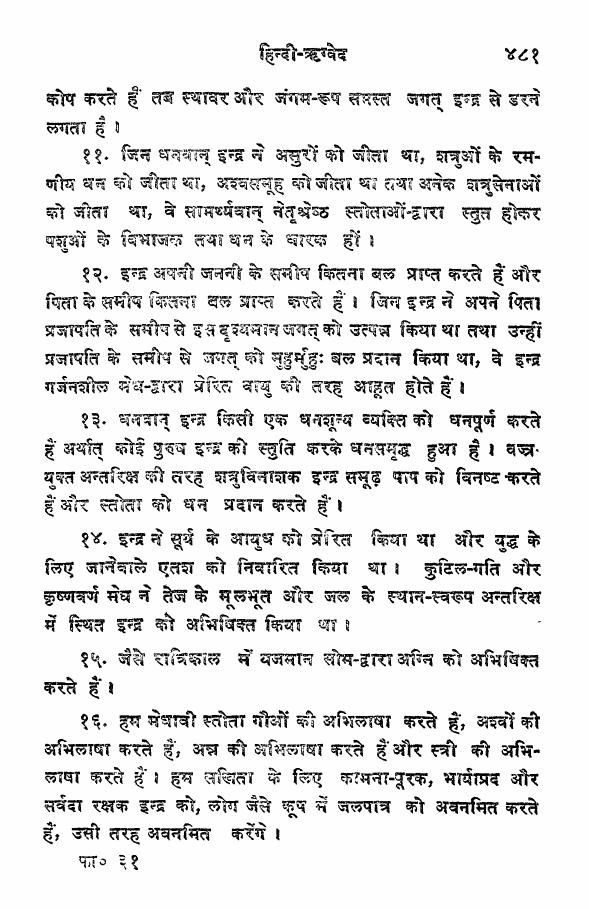 हिन्दी-ऋग्वेद ४८१
कोप करते हैं तब स्थावर और जंगम-रूप समस्त जगत् इन्द्र से डरने
लगता है।
११. जिन धनवान् इन्द्र ने असुरों को जीता था, शत्रुओं के रम-
णीय धन को जीता था, अश्वसमूह को जीता था तथा अनेक शत्रुसेनाओं
को जीता था, वे सामर्थ्यवान् नेतृश्रेष्ठ स्तोताओं-द्वारा स्तुत होकर
पशुओं के विभाजक तथा धन के धारक हों।
१२. इन्द्र अपनी जननी के समीप कितना बल प्राप्त करते हैं और
पिता के समीप कितना बल प्राप्त करते हैं। जिन इन्द्र ने अपने पिता
प्रजापति के समीप से इस दृश्यमान जगत् को उत्पन्न किया था तथा उन्हीं
प्रजापति के समीप से जगत् को मुहुर्मुहुः बल प्रदान किया था, वे इन्द्र
गर्जनशील मेघ-द्वारा प्रेरित वायु की तरह आहूत होते हैं।
१३. धनवान् इन्द्र किसी एक धनशून्य व्यक्ति को धनपूर्ण करते
हैं अर्थात् कोई पुरुष इन्द्र की स्तुति करके धनसमृद्ध हुआ है। वज्र-
युक्त अन्तरिक्ष की तरह शत्रुविनाशक इन्द्र समूढ़ पाप को विनष्ट करते
हैं और स्तोता को धन प्रदान करते हैं।
१४. इन्द्र ने सूर्य के आयुध को प्रेरित किया था और युद्ध के
लिए जानेवाले एतश को निवारित किया था। कुटिल-गति और
कृष्णवर्ण मेघ ने तेज के मूलभूत और जल के स्थान-स्वरूप अन्तरिक्ष
में स्थित इन्द्र को अभिषिक्त किया था।
१५. जैसे रात्रिकाल में यजमान सोम-द्वारा अग्नि को अभिषिक्त
करते हैं।
१६. हम मेधावी स्तोता गौओं की अभिलाषा करते हैं, अश्वों की
अभिलाषा करते हैं, अन्न की अभिलाषा करते हैं और स्त्री की अभि-
लाषा करते हैं। हम सखिता के लिए कामना-पूरक, भार्याप्रद और
सर्वदा रक्षक इन्द्र को, लोग जैसे कूप में जलपात्र को अवनमित करते
हैं, उसी तरह अवनमित करेंगे।
फा० ३१